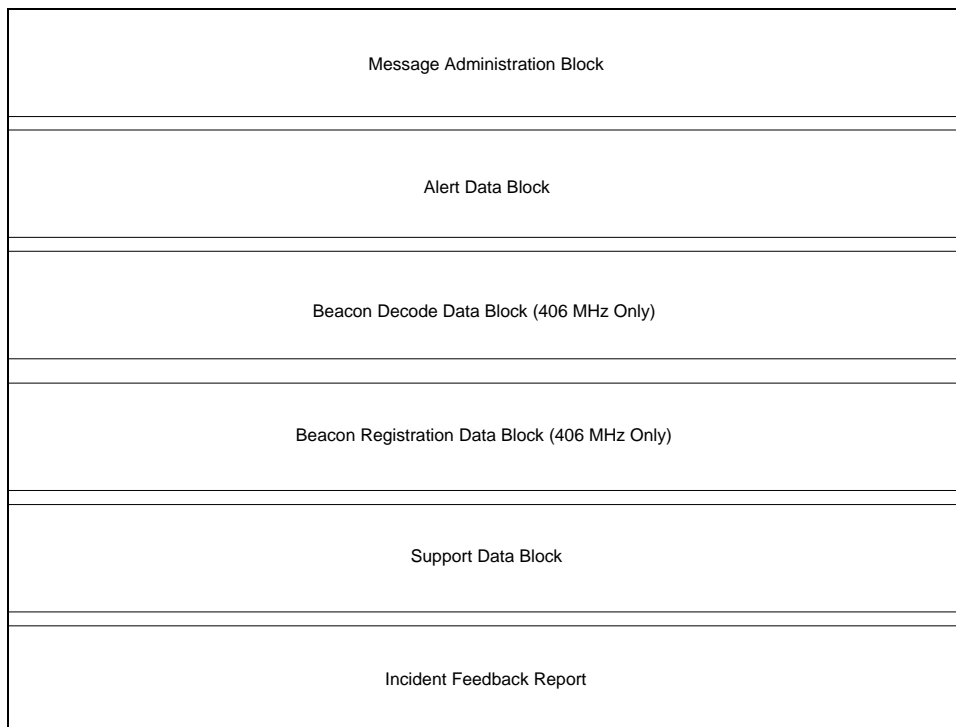 Message Administration Block
Alert Data Block
Beacon Decode Data Block (406 MHz Only)
Beacon Registration Data Block (406 MHz Only)
Support Data Block
Incident Feedback Report